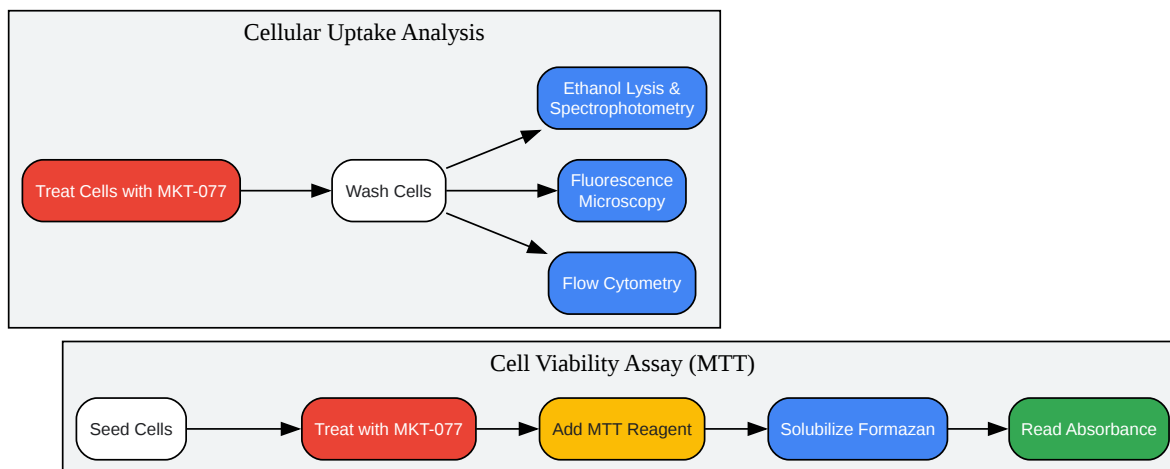 Cellular Uptake Analysis
Ethanol Lysis &
Spectrophotometry
Treat Cells with MKT-077
Wash Cells
Fluorescence
Microscopy
Flow Cytometry
Cell Viability Assay (MTT)
Seed Cells
Treat with MKT-077
Add MTT Reagent
Solubilize Formazan
Read Absorbance